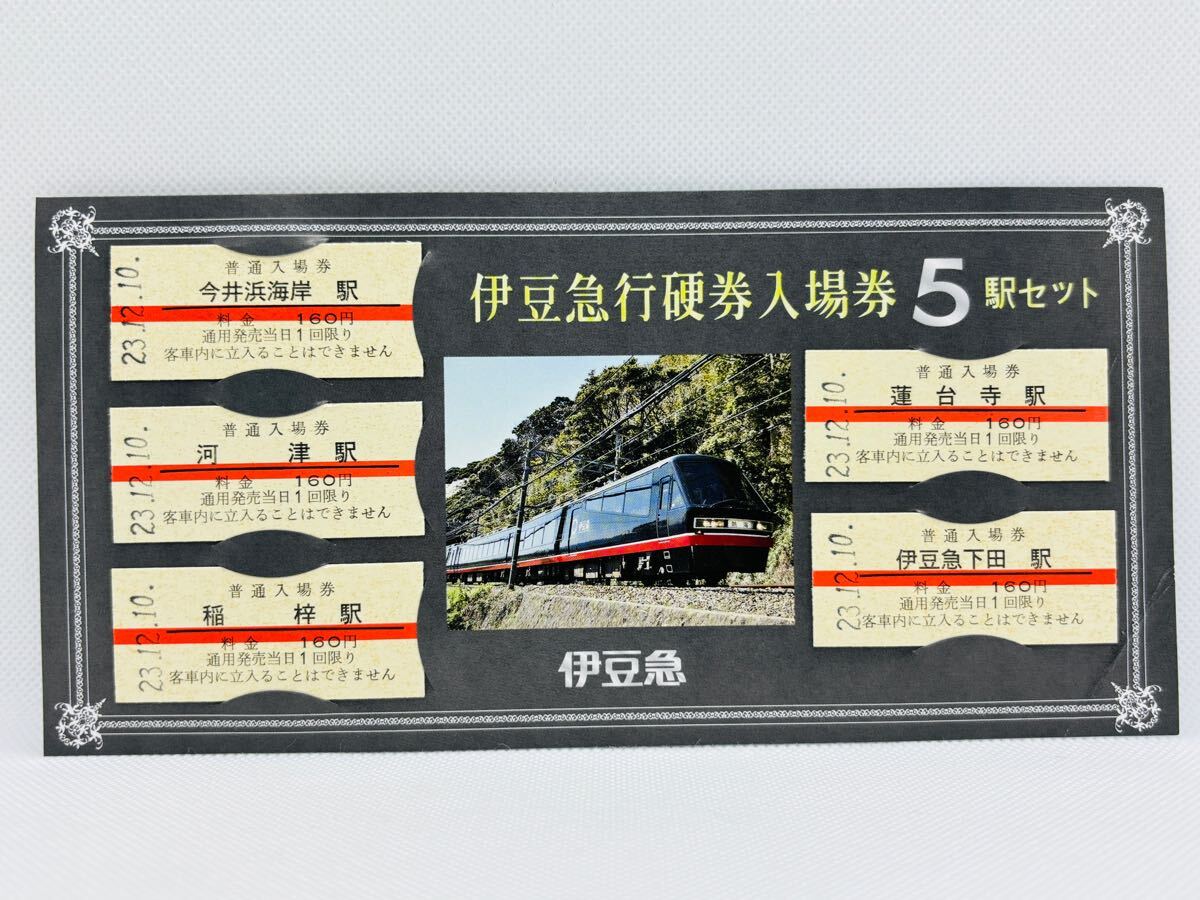 伊豆急行硬券入場券5駅セット
普通入場券
今井浜海岸 駅
料金 160円
通用発売当日1回限り
客車内に立入ることはできません
23.12.10.
普通入場券
河津駅
料金 160円
通用発売当日1回限り
客車内に立入ることはできません
23.12.10.
普通入場券
稲梓駅
料金 160円
通用発売当日1回限り
客車内に立入ることはできません
23.12.10.
普通入場券
蓮台寺駅
料金 160円
通用発売当日1回限り
客車内に立入ることはできません
23.12.10.
普通入場券
伊豆急下田 駅
料金 160円
通用発売当日1回限り
客車内に立入ることはできません
23.12.10.
伊豆急